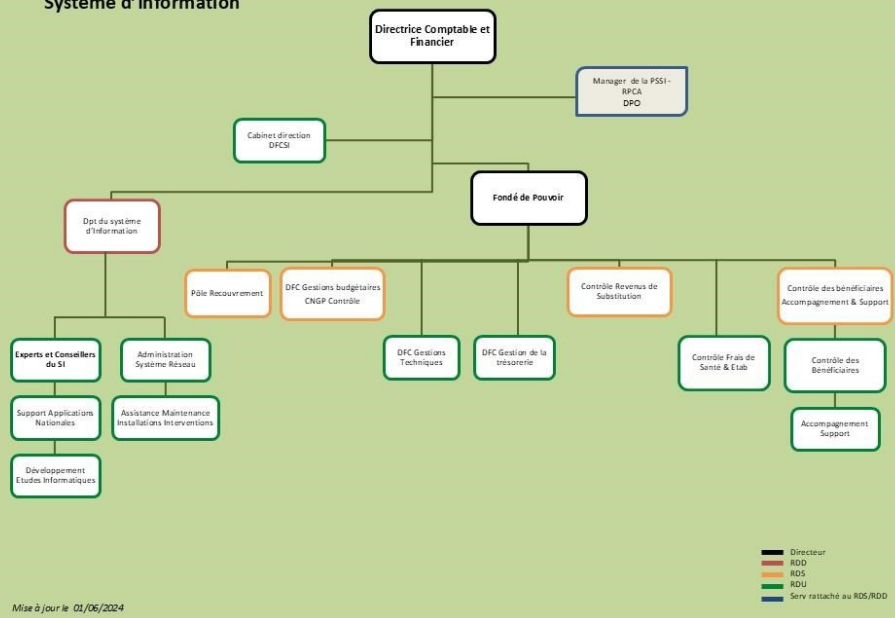 Système d'Information
Directrice Comptable et
Financier
Manager de la PSSI -
RPCA
DPO
Cabinet direction
DFCSI
Fondé de Pouvoir
Dpt du système
d'Information
Pôle Recouvrement
DFC Gestions budgétaires
CNGP Contrôle
Contrôle Revenus de
Substitution
Contrôle des bénéficiaires
Accompagnement & Support
Experts et Conseillers
du SI
Administration
Système Réseau
DFC Gestions
Techniques
DFC Gestion de la
trésorerie
Contrôle Frais de
Santé & Etab
Contrôle des
Bénéficiaires
Support Applications
Nationales
Assistance Maintenance
Installations Interventions
Accompagnement
Support
Développement
Etudes Informatiques
Directeur
RDD
RDS
RDU
Serv rattaché au RDS/RDD
Mise à jour le 01/06/2024